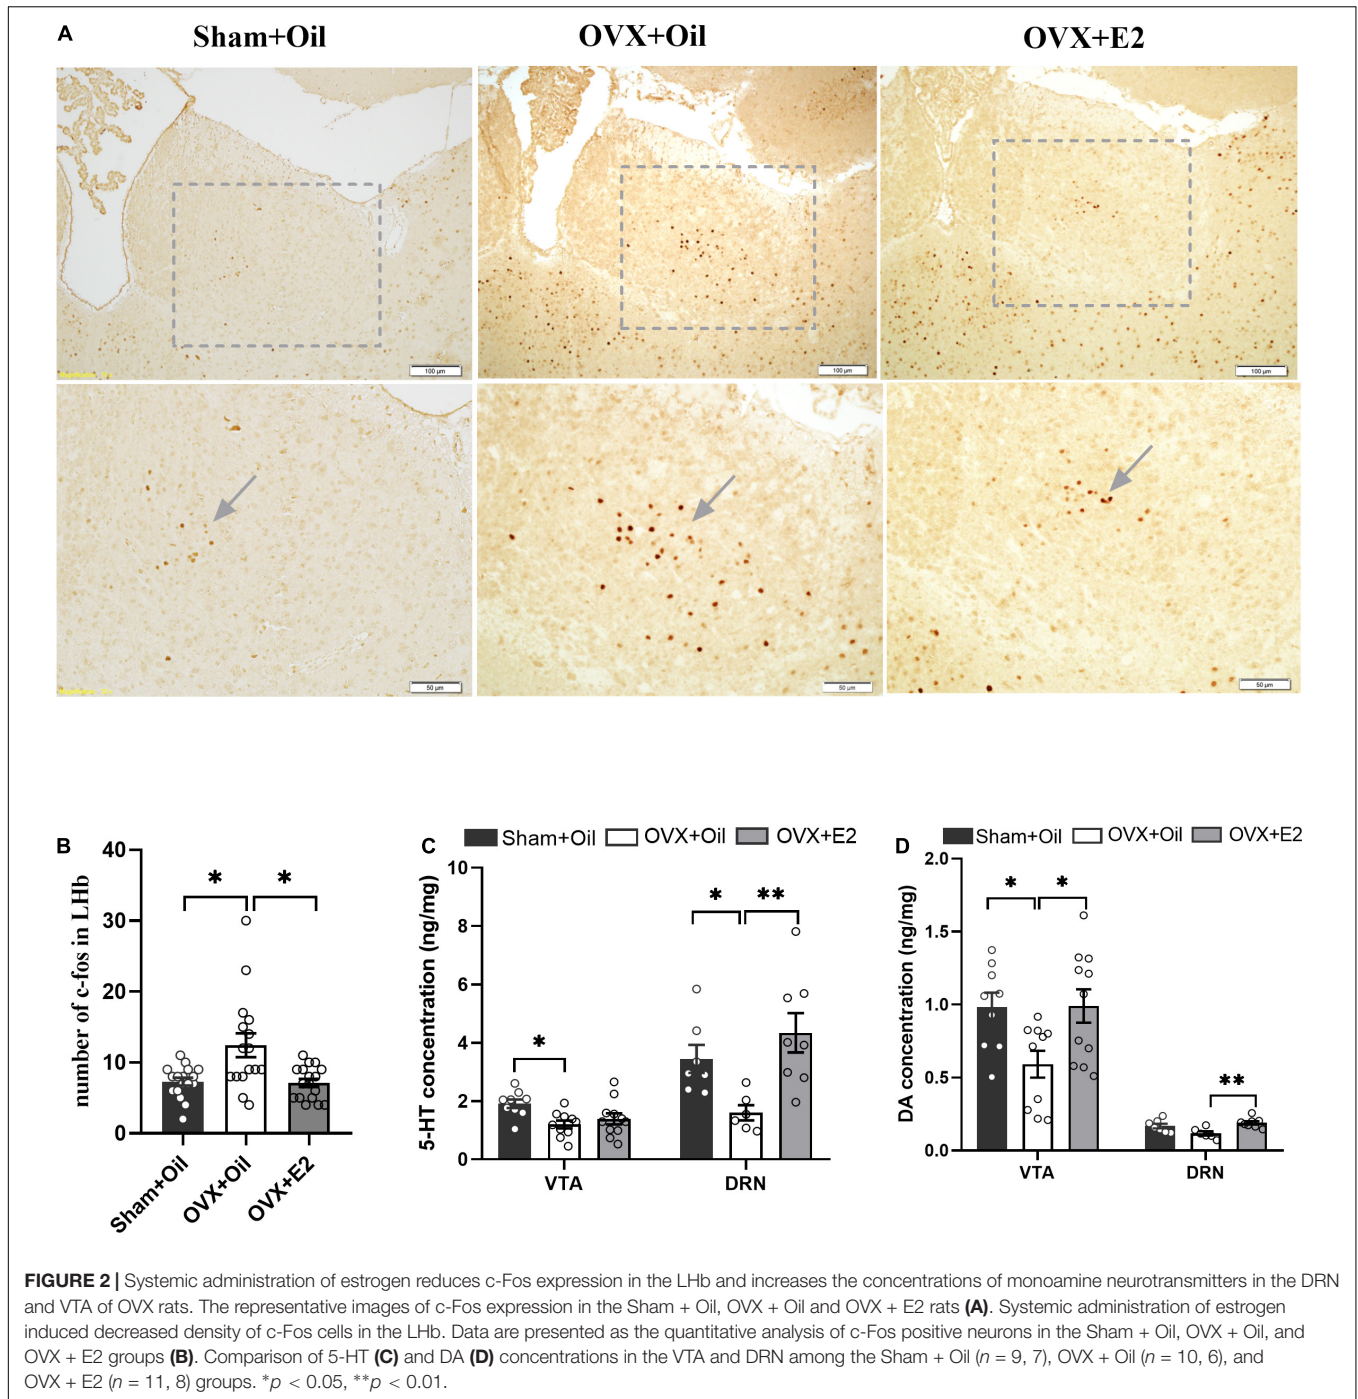 A
Sham+Oil
OVX+Oil
OVX+E2
100 µm
100 µm
100 µm
50 µm
50 µm
50 µm
B
number of c-fos in LHb
40
30
20
10
0
*
*
Sham+Oil
OVX+Oil
OVX+E2
C
Sham+Oil OVX+Oil OVX+E2
5-HT concentration (ng/mg)
10
8
6
4
2
0
*
*
**
VTA
DRN
D
Sham+Oil OVX+Oil OVX+E2
DA concentration (ng/mg)
2.0
1.5
1.0
0.5
0.0
*
*
**
VTA
DRN
FIGURE 2 | Systemic administration of estrogen reduces c-Fos expression in the LHb and increases the concentrations of monoamine neurotransmitters in the DRN
and VTA of OVX rats. The representative images of c-Fos expression in the Sham + Oil, OVX + Oil and OVX + E2 rats (A). Systemic administration of estrogen
induced decreased density of c-Fos cells in the LHb. Data are presented as the quantitative analysis of c-Fos positive neurons in the Sham + Oil, OVX + Oil, and
OVX + E2 groups (B). Comparison of 5-HT (C) and DA (D) concentrations in the VTA and DRN among the Sham + Oil (n = 9, 7), OVX + Oil (n = 10, 6), and
OVX + E2 (n = 11, 8) groups. *p < 0.05, **p < 0.01.